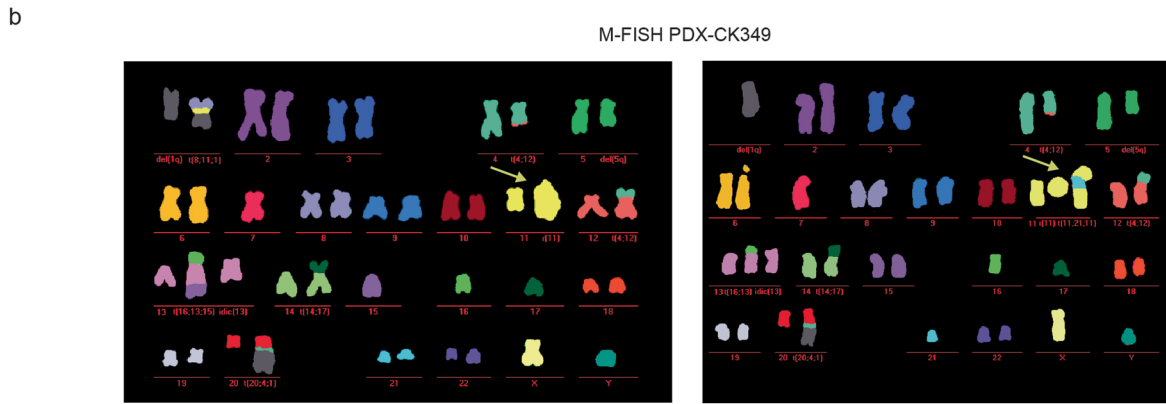 b
M-FISH PDX-CK349
del(1q) t(8;11;1) 2 3 4 t(4;12) 5 del(5q)
6 7 8 9 10 11 r(11) 12 t(4;12)
13 t(16;13;15) idic(13) 14 t(14;17) 15 16 17 18
19 20 t(20;4;1) 21 22 X Y
del(1q) 2 3 4 t(4;12) 5 del(5q)
6 7 8 9 10 11 r(11) t(11;21;11) 12 t(4;12)
13 t(16;13) idic(13) 14 t(14;17) 15 16 17 18
19 20 t(20;4;1) 21 22 X Y